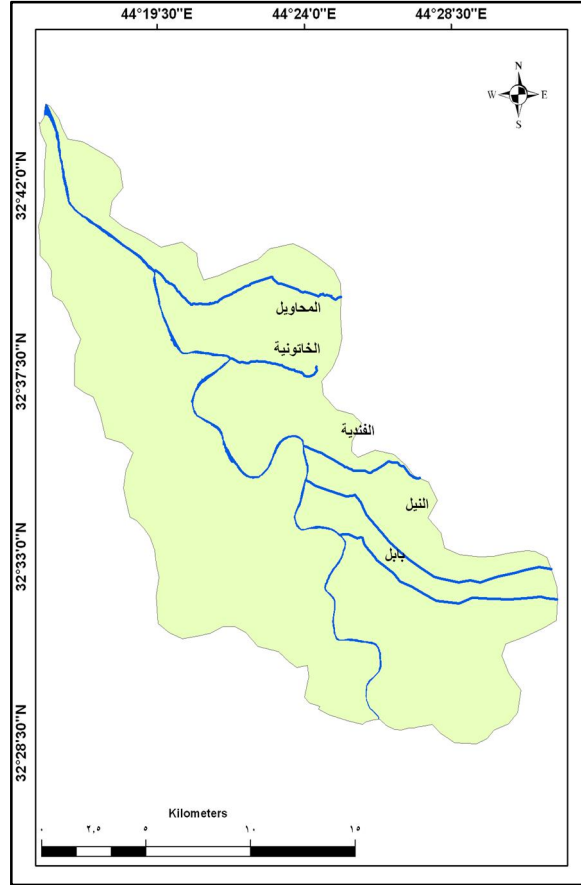 44°19'30"E 44°24'0"E 44°28'30"E
N
W E
S
32°42'0"N
المحاويل
الخاتونية
32°37'30"N
الفندية
النيل
بابل
32°33'0"N
32°28'30"N
Kilometers
٠ ٢,٥ ٥ ١٠ ١٥